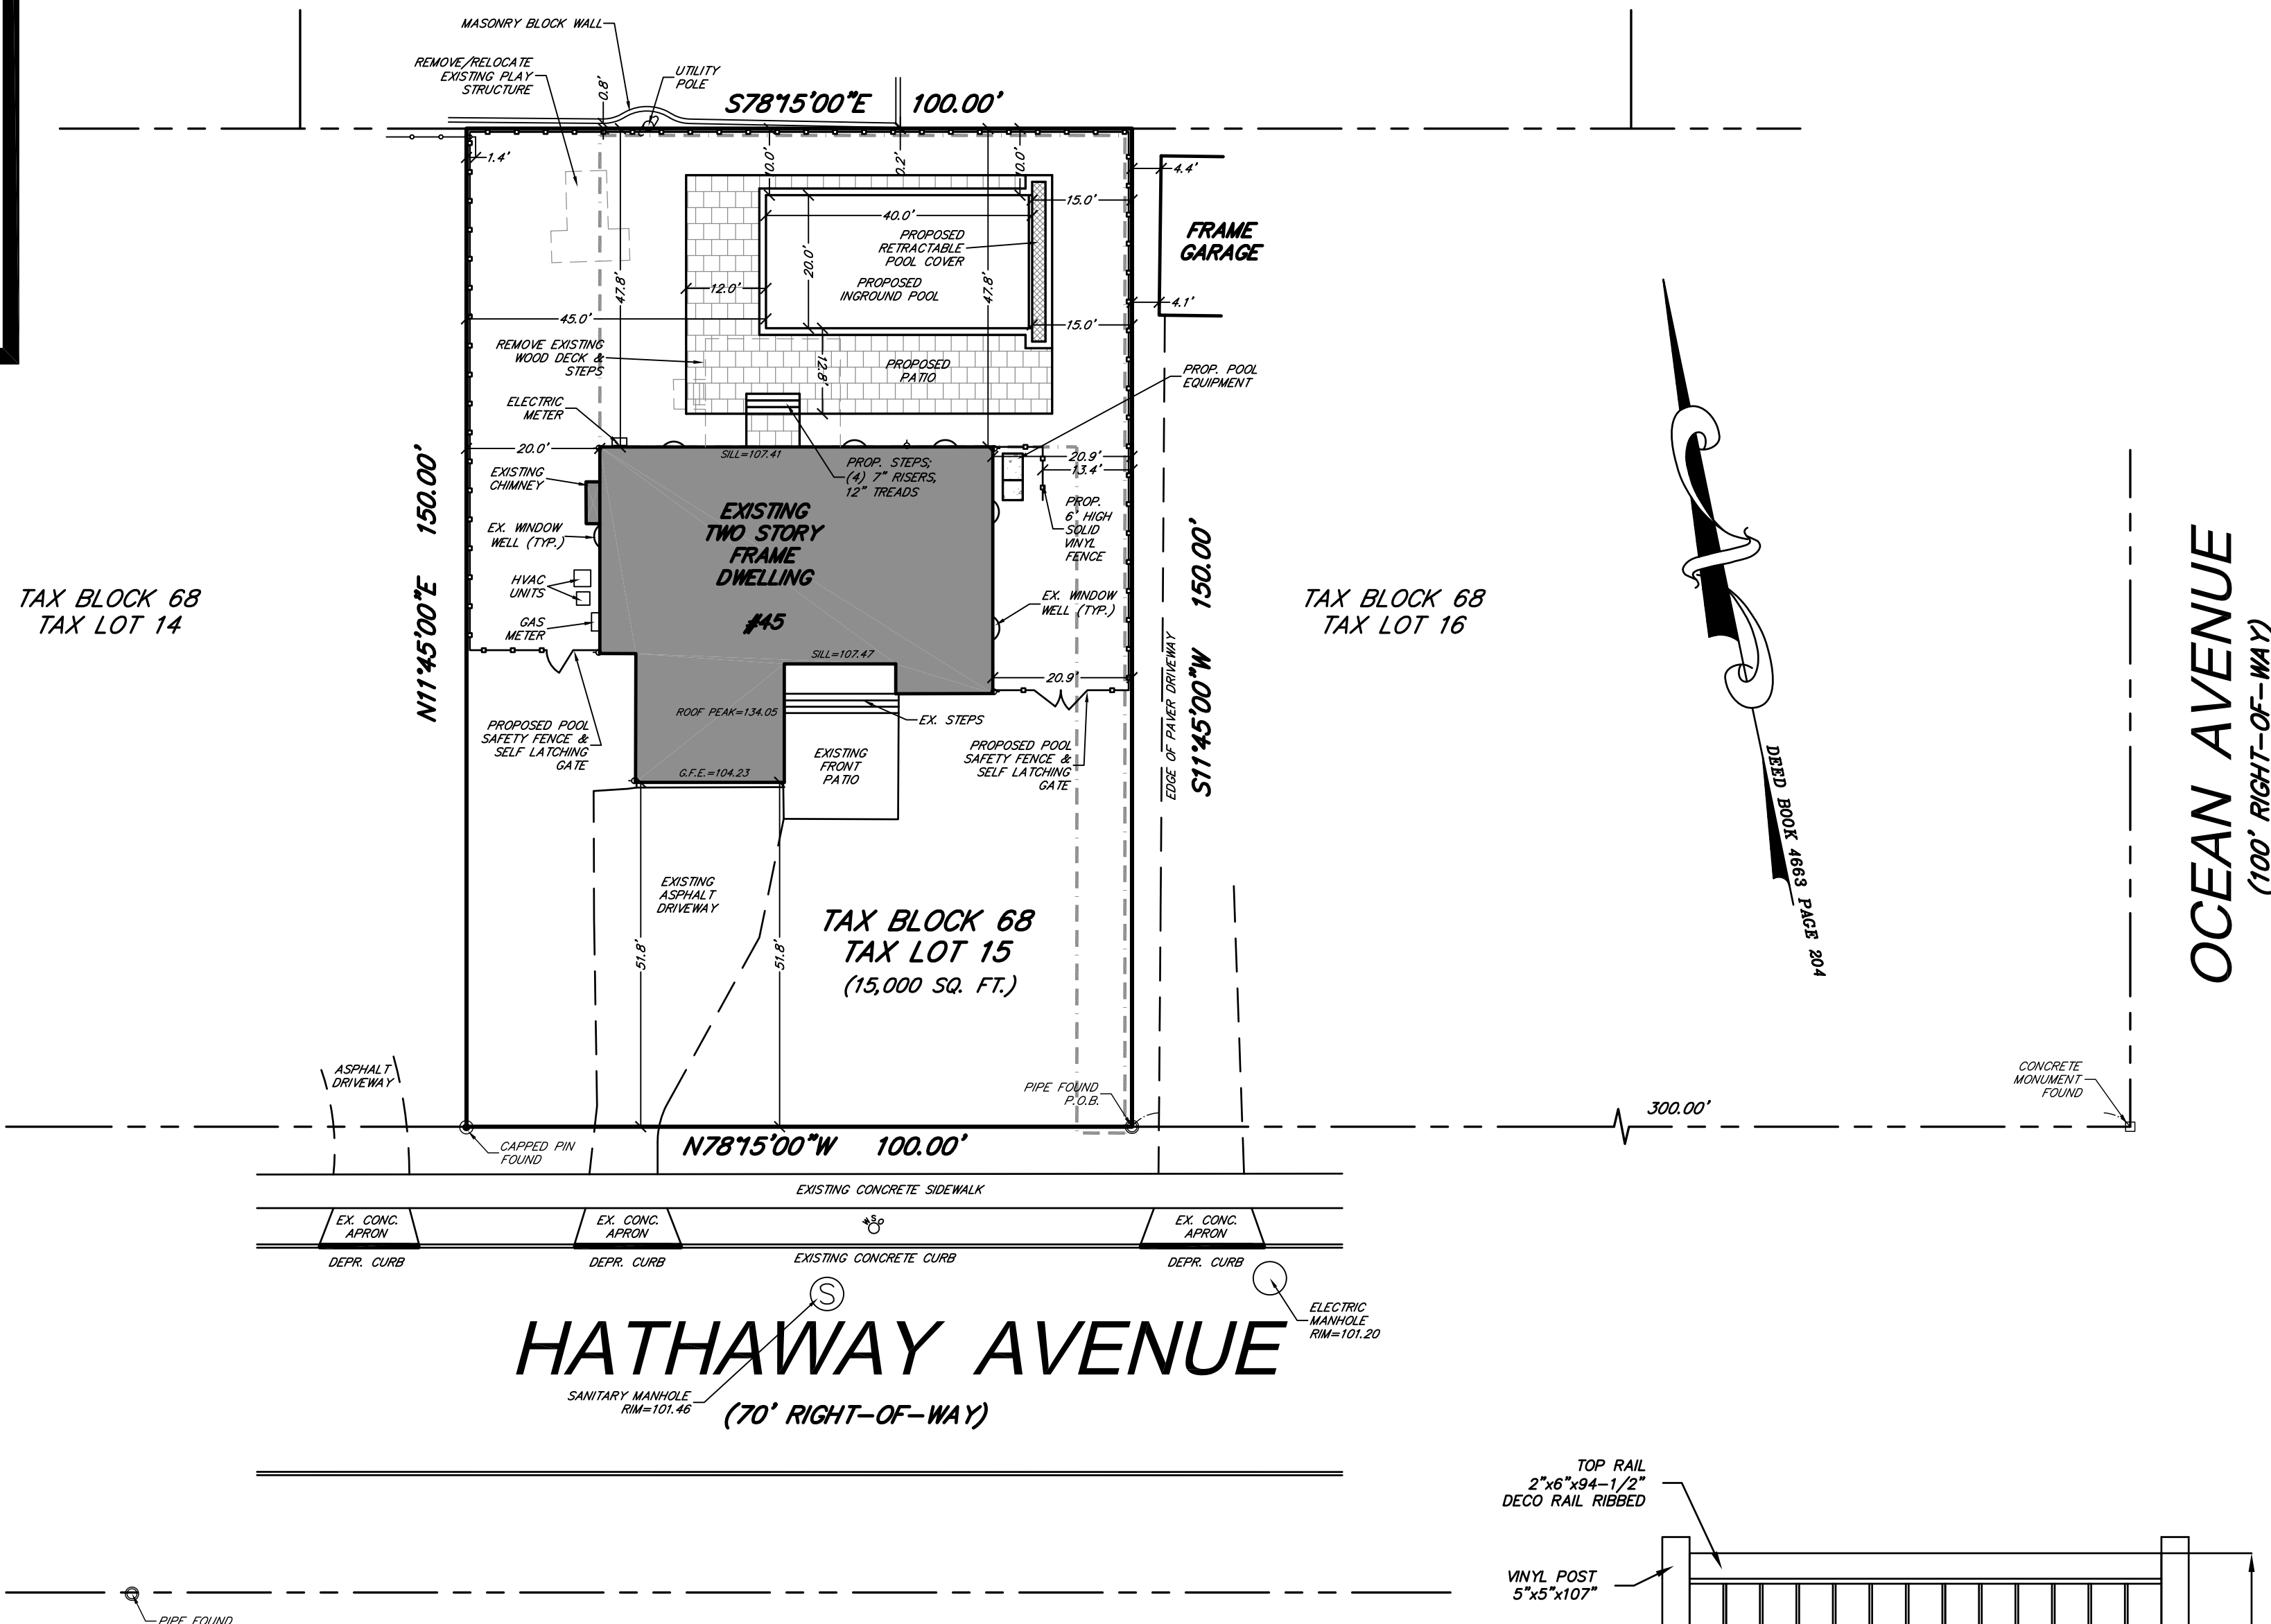 MASONRY BLOCK WALL
REMOVE/RELOCATE
EXISTING PLAY
STRUCTURE
0.8'
UTILITY
POLE
S78°15'00"E 100.00'
1.4'
10.0'
0.2'
10.0'
4.4'
15.0'
40.0'
FRAME
GARAGE
PROPOSED
RETRACTABLE
POOL COVER
20.0'
47.8'
12.0'
PROPOSED
INGROUND POOL
47.8'
4.1'
45.0'
15.0'
REMOVE EXISTING
WOOD DECK &
STEPS
12.8'
PROPOSED
PATIO
PROP. POOL
EQUIPMENT
ELECTRIC
METER
20.0'
SILL=107.41
20.9'
13.4'
EXISTING
CHIMNEY
PROP. STEPS;
(4) 7" RISERS,
12" TREADS
N11°45'00"E 150.00'
EXISTING
TWO STORY
FRAME
DWELLING
#45
PROP.
6' HIGH
SOLID
VINYL
FENCE
EX. WINDOW
WELL (TYP.)
HVAC
UNITS
GAS
METER
EX. WINDOW
WELL (TYP.)
S11°45'00"W 150.00'
EDGE OF PAVER DRIVEWAY
TAX BLOCK 68
TAX LOT 14
TAX BLOCK 68
TAX LOT 16
OCEAN AVENUE
(100' RIGHT-OF-WAY)
SILL=107.47
20.9'
ROOF PEAK=134.05
EX. STEPS
PROPOSED POOL
SAFETY FENCE &
SELF LATCHING
GATE
EXISTING
FRONT
PATIO
PROPOSED POOL
SAFETY FENCE &
SELF LATCHING
GATE
G.F.E.=104.23
DEED BOOK 4663 PAGE 204
EXISTING
ASPHALT
DRIVEWAY
51.8'
51.8'
TAX BLOCK 68
TAX LOT 15
(15,000 SQ. FT.)
ASPHALT
DRIVEWAY
PIPE FOUND
P.O.B.
CONCRETE
MONUMENT
FOUND
300.00'
CAPPED PIN
FOUND
N78°15'00"W 100.00'
EXISTING CONCRETE SIDEWALK
EX. CONC.
APRON
EX. CONC.
APRON
WSO
EX. CONC.
APRON
DEPR. CURB
DEPR. CURB
EXISTING CONCRETE CURB
DEPR. CURB
S
ELECTRIC
MANHOLE
RIM=101.20
HATHAWAY AVENUE
SANITARY MANHOLE
RIM=101.46
(70' RIGHT-OF-WAY)
TOP RAIL
2"x6"x94-1/2"
DECO RAIL RIBBED
VINYL POST
5"x5"x107"
PIPE FOUND